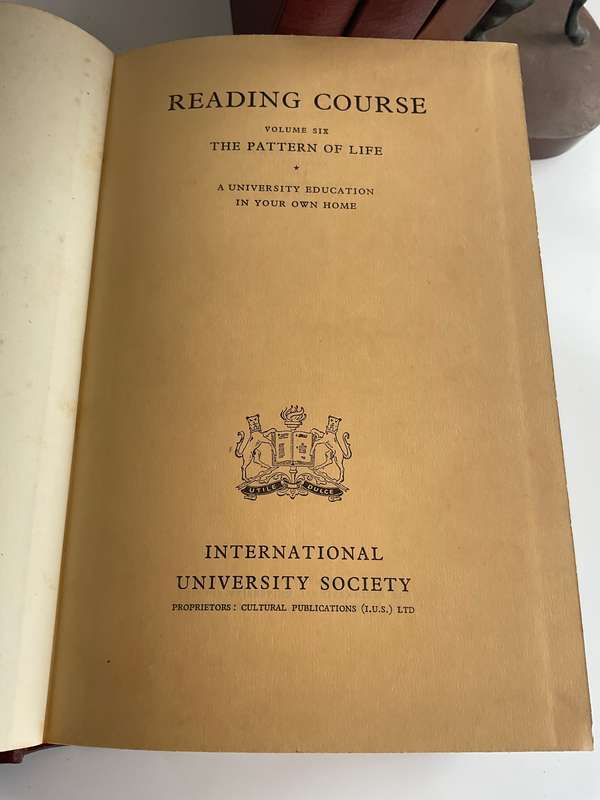 READING COURSE
VOLUME SIX
THE PATTERN OF LIFE
A UNIVERSITY EDUCATION
IN YOUR OWN HOME
UTILE DULCE
INTERNATIONAL
UNIVERSITY SOCIETY
PROPRIETORS: CULTURAL PUBLICATIONS (I.U.S.) LTD